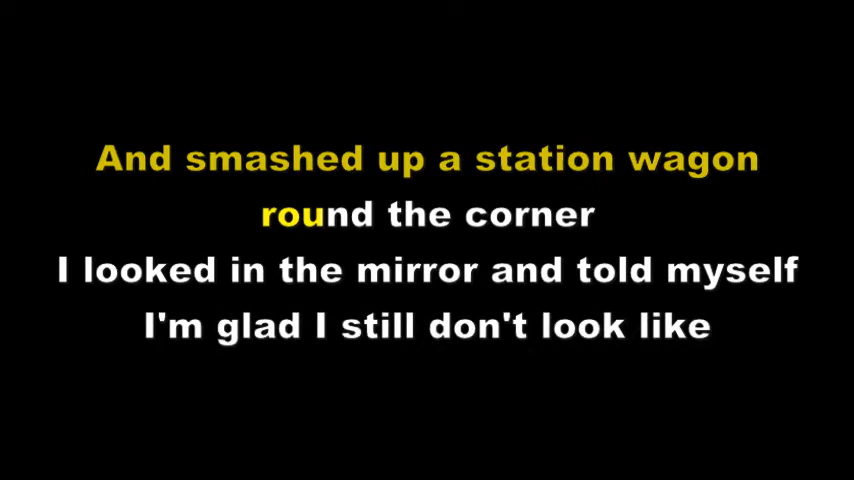 And smashed up a station wagon
round the corner
I looked in the mirror and told myself
I'm glad I still don't look like